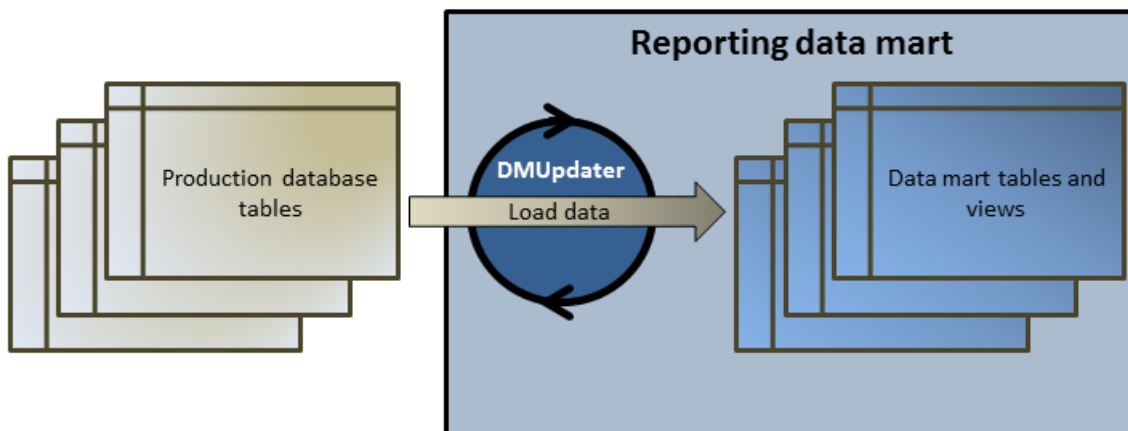 Reporting data mart
Production database
tables
DMUpdater
Load data
Data mart tables and
views